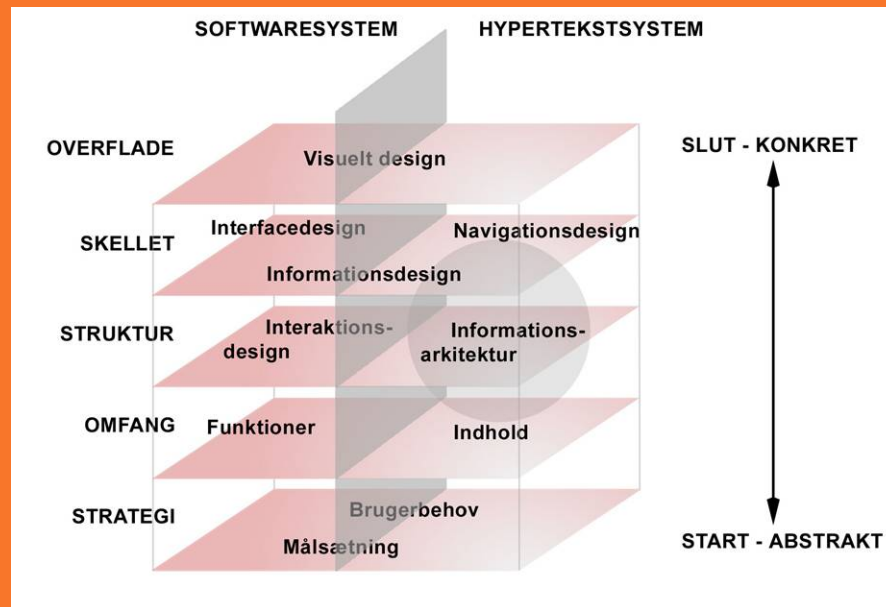 SOFTWARESYSTEM
HYPERTEKSTSYSTEM
OVERFLADE
Visuelt design
SLUT - KONKRET
SKELLET
Interfacedesign
Navigationsdesign
Informationsdesign
STRUKTUR
Interaktions-
design
Informations-
arkitektur
OMFANG
Funktioner
Indhold
STRATEGI
Brugerbehov
Målsætning
START - ABSTRAKT